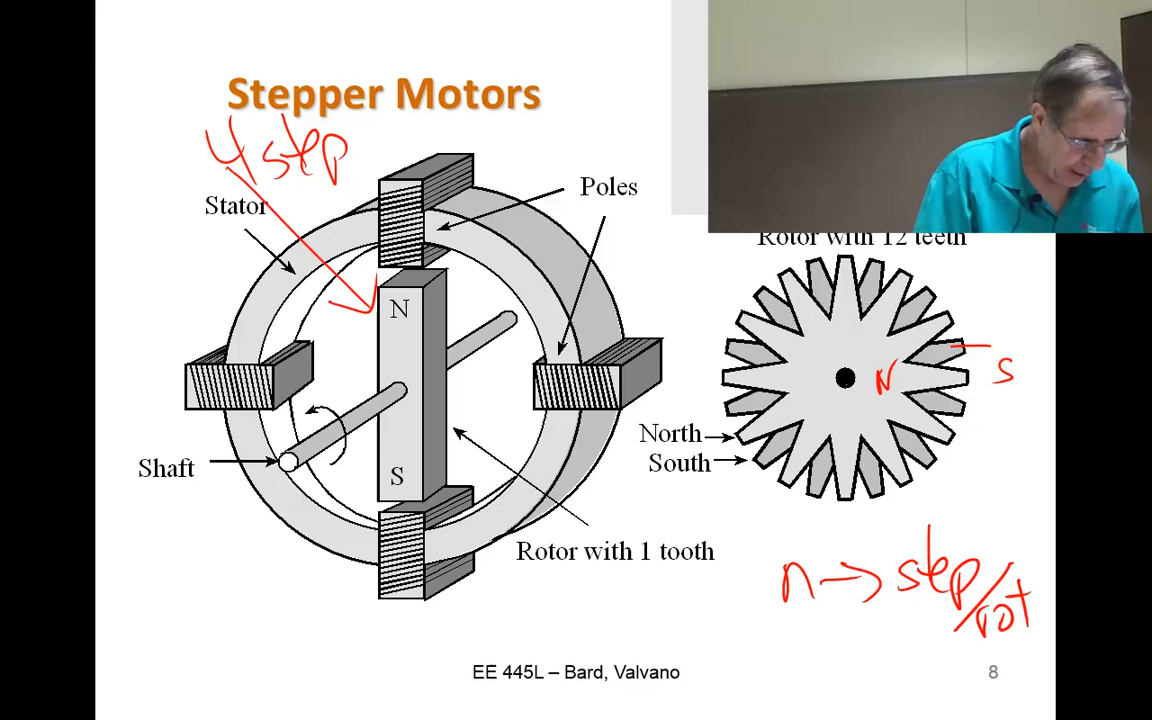 Stepper Motors
4 step
Stator
Poles
Rotor with 12 teeth
N
N
S
North
South
Shaft
S
Rotor with 1 tooth
n → step/rot
EE 445L – Bard, Valvano
8